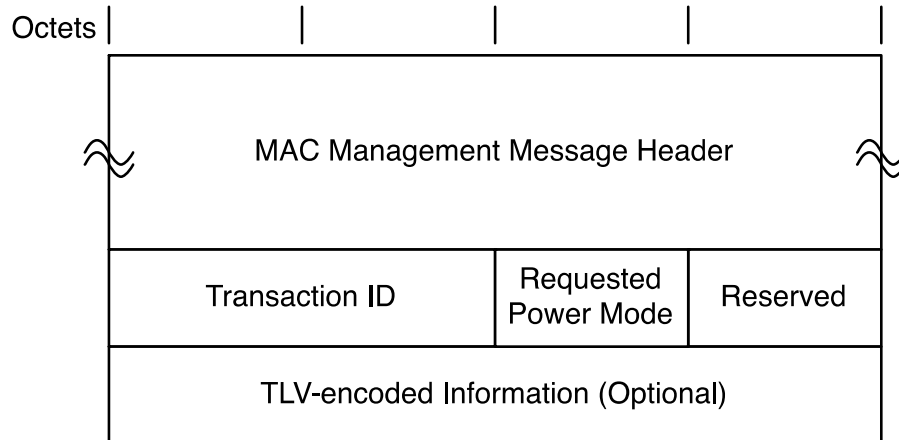 Octets
MAC Management Message Header
Transaction ID
Requested
Power Mode
Reserved
TLV-encoded Information (Optional)